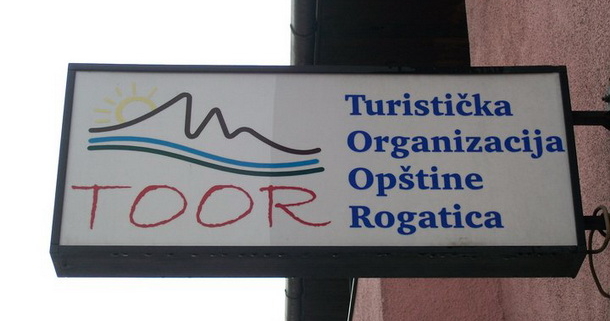 TOOR
Turistička
Organizacija
Opštine
Rogatica